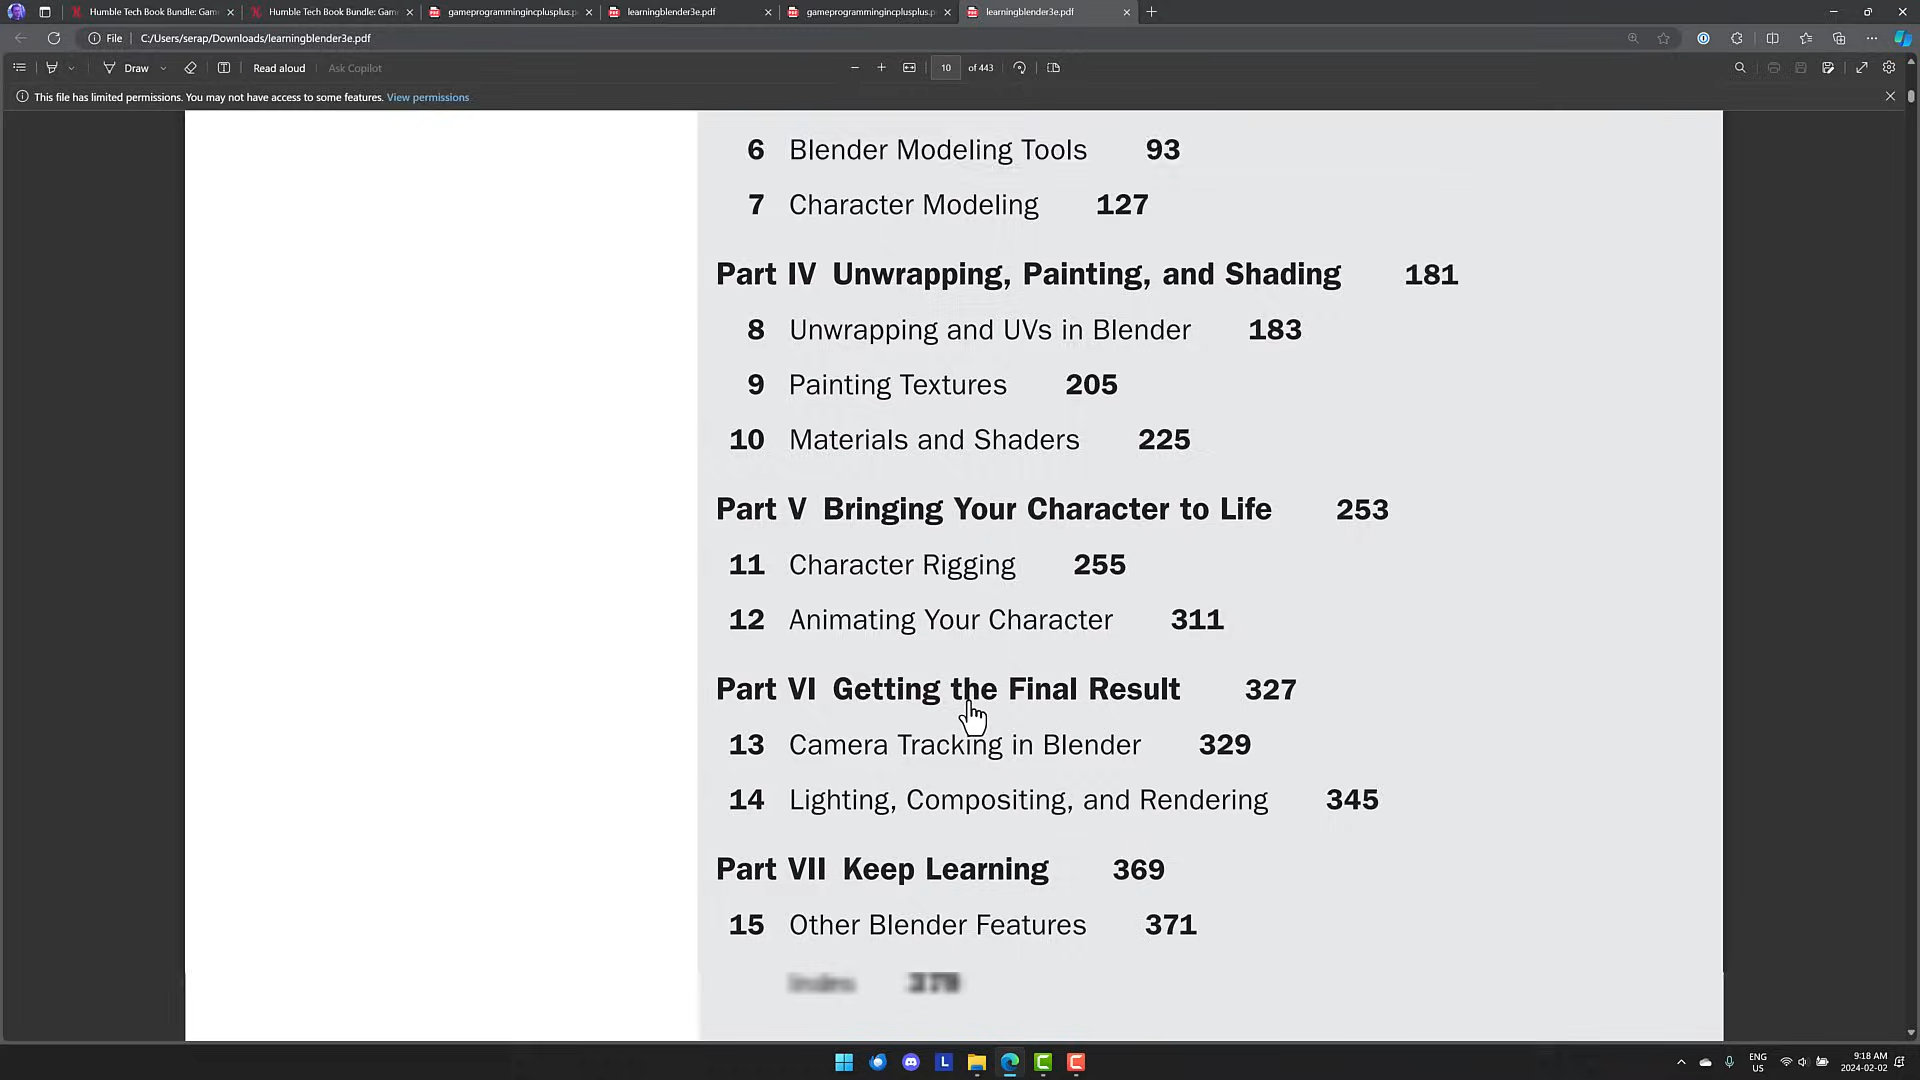 Humble Tech Book Bundle: Gam
Humble Tech Book Bundle: Gam
gameprogrammingincplusplus.p
learningblender3e.pdf
gameprogrammingincplusplus.p
learningblender3e.pdf
File
C:/Users/serap/Downloads/learningblender3e.pdf
Draw
Read aloud
Ask Copilot
10 of 443
This file has limited permissions. You may not have access to some features. View permissions
6 Blender Modeling Tools 93
7 Character Modeling 127
Part IV Unwrapping, Painting, and Shading 181
8 Unwrapping and UVs in Blender 183
9 Painting Textures 205
10 Materials and Shaders 225
Part V Bringing Your Character to Life 253
11 Character Rigging 255
12 Animating Your Character 311
Part VI Getting the Final Result 327
13 Camera Tracking in Blender 329
14 Lighting, Compositing, and Rendering 345
Part VII Keep Learning 369
15 Other Blender Features 371
Index
ENG
US
9:18 AM
2024-02-02